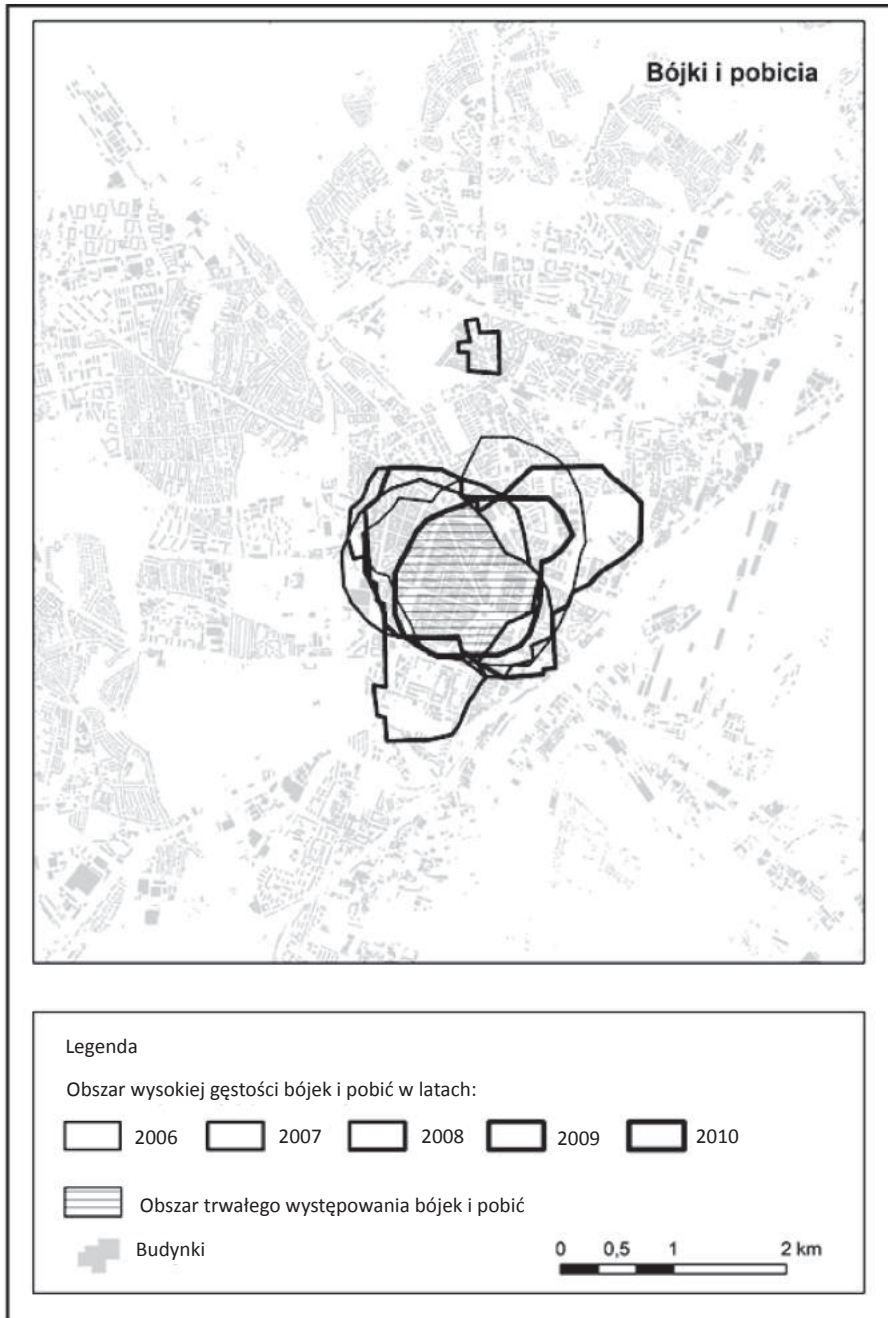 Bójki i pobicia
Legenda
Obszar wysokiej gęstości bójek i pobić w latach:
2006 2007 2008 2009 2010
Obszar trwałego występowania bójek i pobić
Budynki
0 0,5 1 2 km